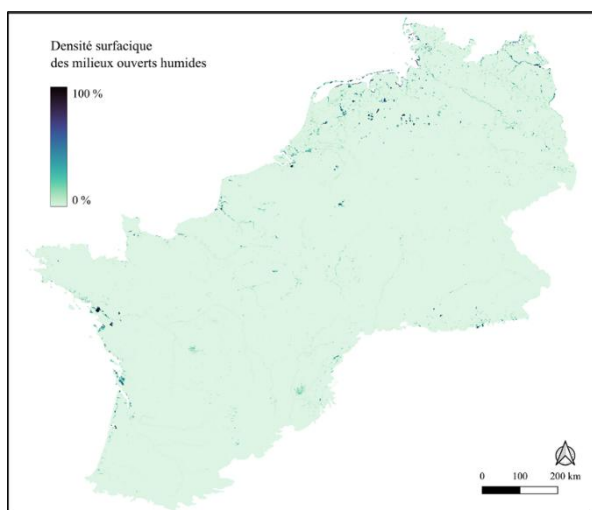 Densité surfacique
des milieux ouverts humides
100 %
0 %
0 100 200 km